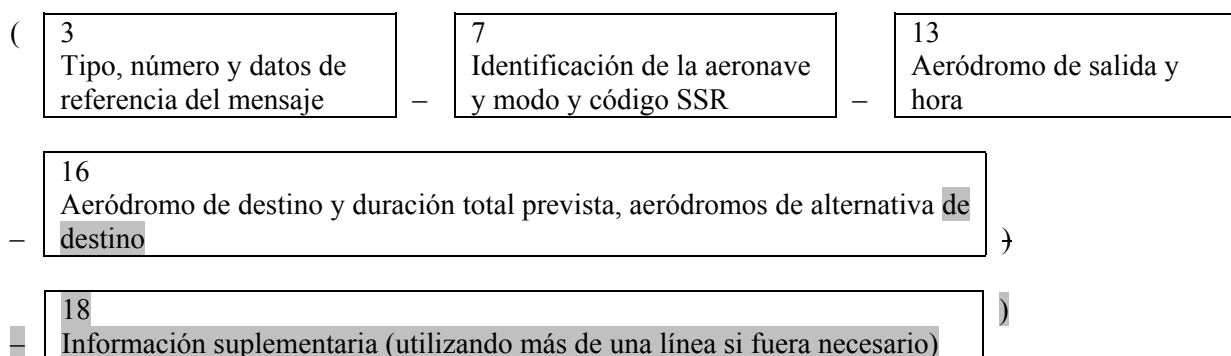 ( 3 7 13
Tipo, número y datos de Identificación de la aeronave Aeródromo de salida y
referencia del mensaje – y modo y código SSR – hora
16
Aeródromo de destino y duración total prevista, aeródromos de alternativa de
– destino )
18 )
– Información suplementaria (utilizando más de una línea si fuera necesario)